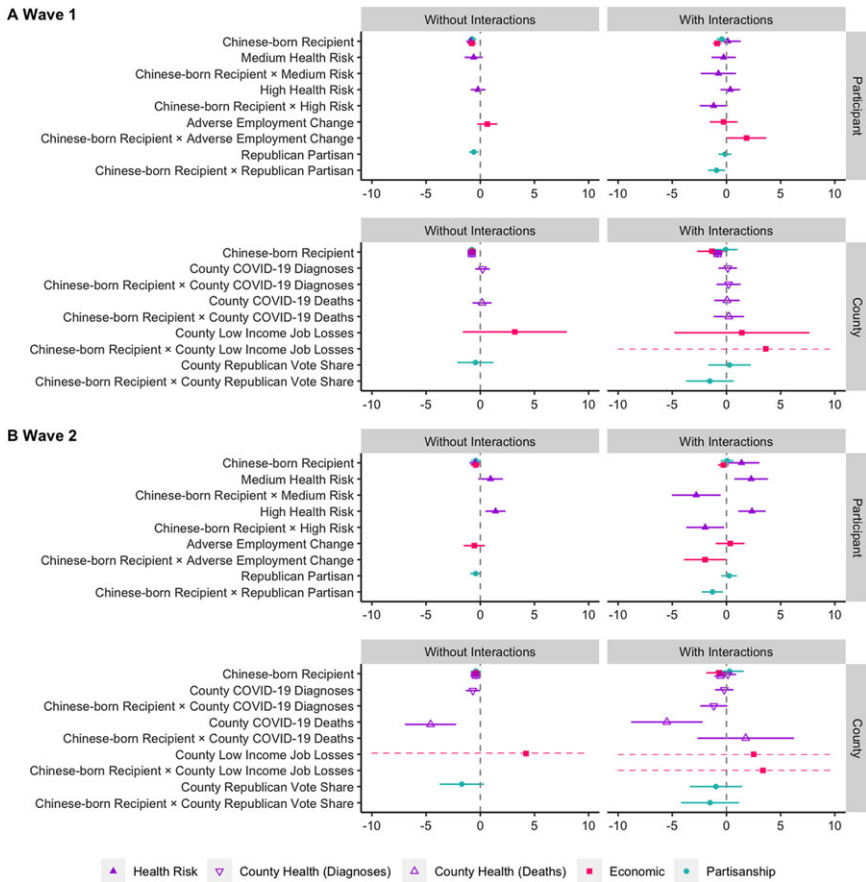 A Wave 1
Without Interactions
With Interactions
Chinese-born Recipient
Medium Health Risk
Chinese-born Recipient × Medium Risk
High Health Risk
Chinese-born Recipient × High Risk
Adverse Employment Change
Chinese-born Recipient × Adverse Employment Change
Republican Partisan
Chinese-born Recipient × Republican Partisan
Participant
-10 -5 0 5 10 -10 -5 0 5 10
Without Interactions
With Interactions
Chinese-born Recipient
County COVID-19 Diagnoses
Chinese-born Recipient × County COVID-19 Diagnoses
County COVID-19 Deaths
Chinese-born Recipient × County COVID-19 Deaths
County Low Income Job Losses
Chinese-born Recipient × County Low Income Job Losses
County Republican Vote Share
Chinese-born Recipient × County Republican Vote Share
County
-10 -5 0 5 10 -10 -5 0 5 10
B Wave 2
Without Interactions
With Interactions
Chinese-born Recipient
Medium Health Risk
Chinese-born Recipient × Medium Risk
High Health Risk
Chinese-born Recipient × High Risk
Adverse Employment Change
Chinese-born Recipient × Adverse Employment Change
Republican Partisan
Chinese-born Recipient × Republican Partisan
Participant
-10 -5 0 5 10 -10 -5 0 5 10
Without Interactions
With Interactions
Chinese-born Recipient
County COVID-19 Diagnoses
Chinese-born Recipient × County COVID-19 Diagnoses
County COVID-19 Deaths
Chinese-born Recipient × County COVID-19 Deaths
County Low Income Job Losses
Chinese-born Recipient × County Low Income Job Losses
County Republican Vote Share
Chinese-born Recipient × County Republican Vote Share
County
-10 -5 0 5 10 -10 -5 0 5 10
Health Risk County Health (Diagnoses) County Health (Deaths) Economic Partisanship